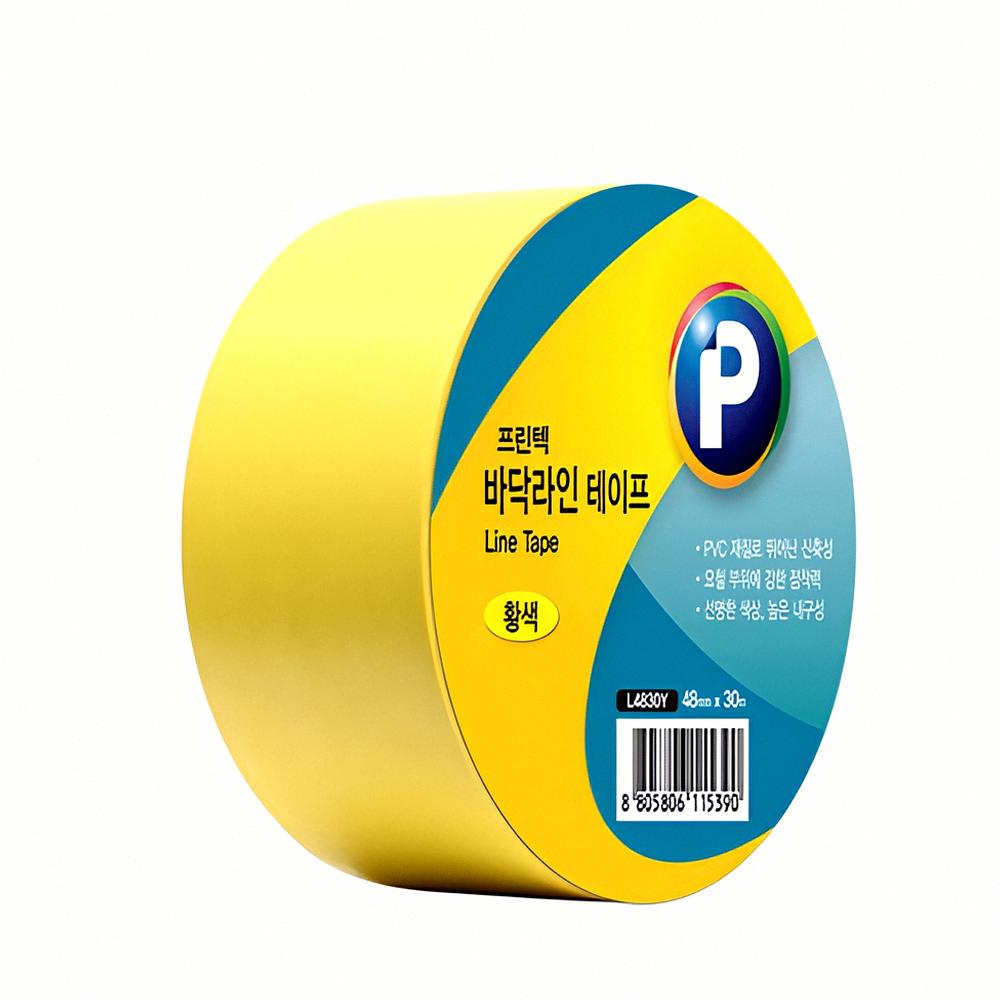 P
프린텍
바닥라인 테이프
Line Tape
황색
• PVC 재질로 뛰어난 신축성
• 요철 부위에 강한 점착력
• 선명한 색상, 높은 내구성
L4830Y 48mm x 30m
8 805806 115390